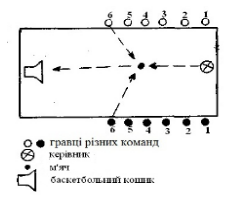 6 5 4 3 2 1
6 5 4 3 2 1
гравці різних команд
керівник
м'яч
баскетбольний кошик